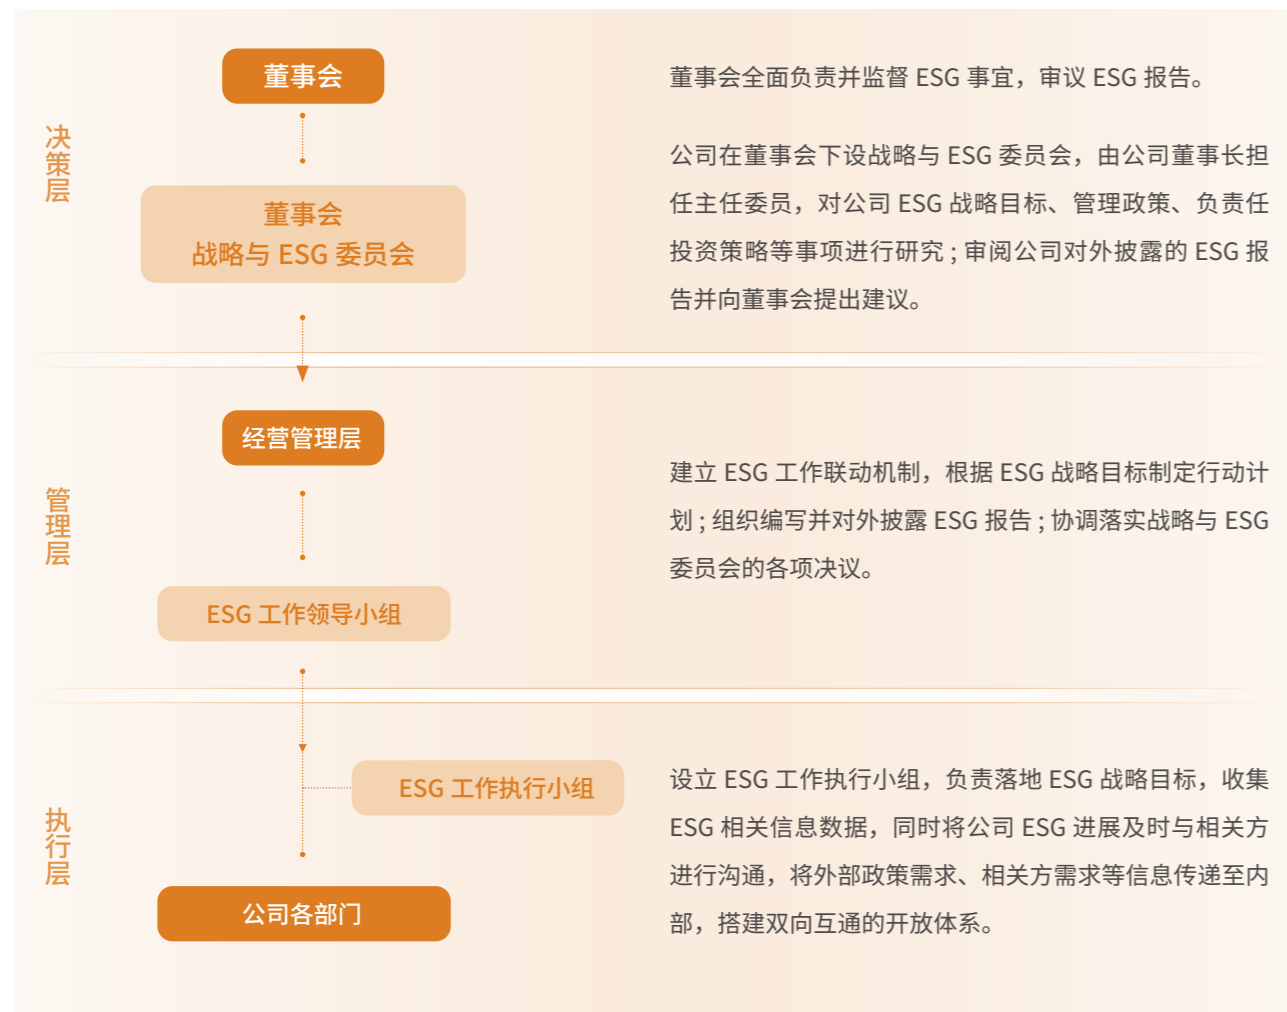 决策层
董事会
董事会
战略与 ESG 委员会
董事会全面负责并监督 ESG 事宜，审议 ESG 报告。
公司在董事会下设战略与 ESG 委员会，由公司董事长担
任主任委员，对公司 ESG 战略目标、管理政策、负责任
投资策略等事项进行研究 ; 审阅公司对外披露的 ESG 报
告并向董事会提出建议。
管理层
经营管理层
ESG 工作领导小组
建立 ESG 工作联动机制，根据 ESG 战略目标制定行动计
划 ; 组织编写并对外披露 ESG 报告 ; 协调落实战略与 ESG
委员会的各项决议。
执行层
ESG 工作执行小组
公司各部门
设立 ESG 工作执行小组，负责落地 ESG 战略目标，收集
ESG 相关信息数据，同时将公司 ESG 进展及时与相关方
进行沟通，将外部政策需求、相关方需求等信息传递至内
部，搭建双向互通的开放体系。